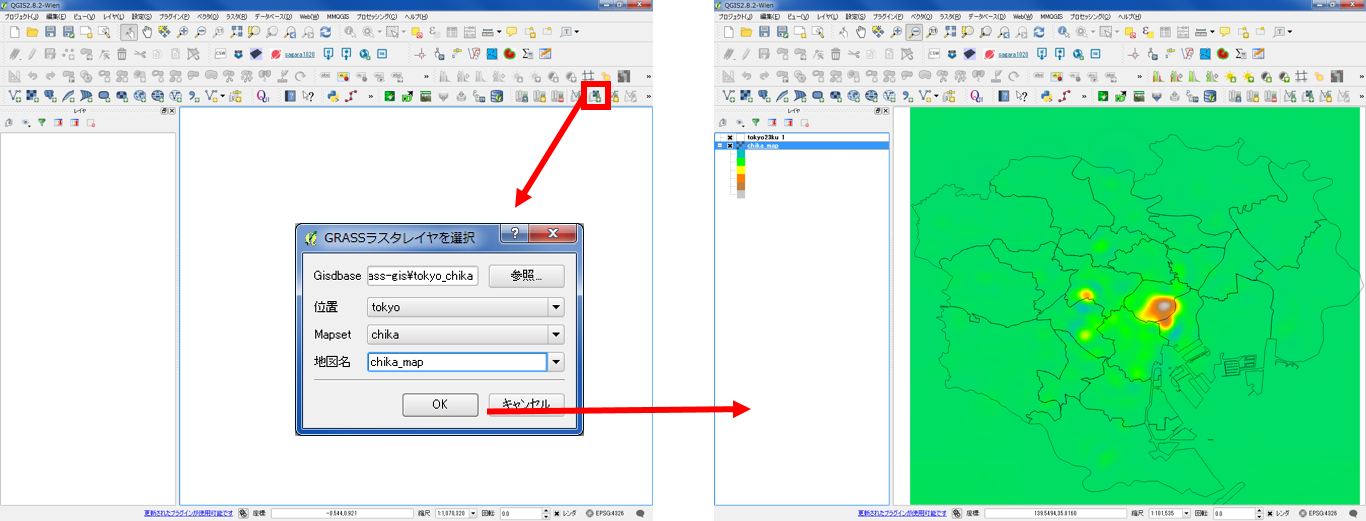 QGIS2.8.2-Wien
プロジェクト(J) 編集(E) ビュー(V) レイヤ(L) 設定(S) プラグイン(P) ベクタ(O) ラスタ(R) データベース(D) Web(W) MMQGIS プロセッシング(C) ヘルプ(H)
sagara1020
レイヤ
GRASSラスタレイヤを選択
Gisdbase ass-gis¥tokyo_chika 参照...
位置 tokyo
Mapset chika
地図名 chika_map
OK キャンセル
更新されたプラグインが使用可能です 座標: -0.544,0.921 縮尺 1:1,070,320 回転: 0.0 レンダ EPSG:4326
QGIS2.8.2-Wien
プロジェクト(J) 編集(E) ビュー(V) レイヤ(L) 設定(S) プラグイン(P) ベクタ(O) ラスタ(R) データベース(D) Web(W) MMQGIS プロセッシング(C) ヘルプ(H)
sagara1020
レイヤ
tokyo23ku_1
chika_map
更新されたプラグインが使用可能です 座標: 139.5494,35.8160 縮尺 1:101,535 回転: 0.0 レンダ EPSG:4326